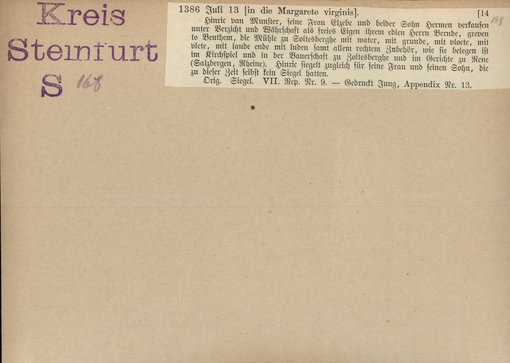 Kreis
Steinfurt
S 168
1386 Juli 13 [in die Margarete virginis]. [14
168
Hinric van Munster, seine Frau Elzebe und beider Sohn Hermen verkaufen
unter Verzicht und Währschaft als freies Eigen ihrem edlen Herrn Bernde, greven
to Benthem, die Mühle zu Soltesberghe mit water, mit grunde, mit vloete, mit
vlete, mit lande ende mit luden samt allem rechtem Zubehör, wie sie belegen ist
im Kirchspiel und in der Bauerschaft zu Zoltesberghe und im Gerichte zu Rene
(Salzbergen, Rheine). Hinric siegelt zugleich für seine Frau und seinen Sohn, die
zu dieser Zeit selbst kein Siegel hatten.
Orig. Siegel. VII. Rep. Nr. 9. — Gedruckt Jung, Appendix Nr. 13.